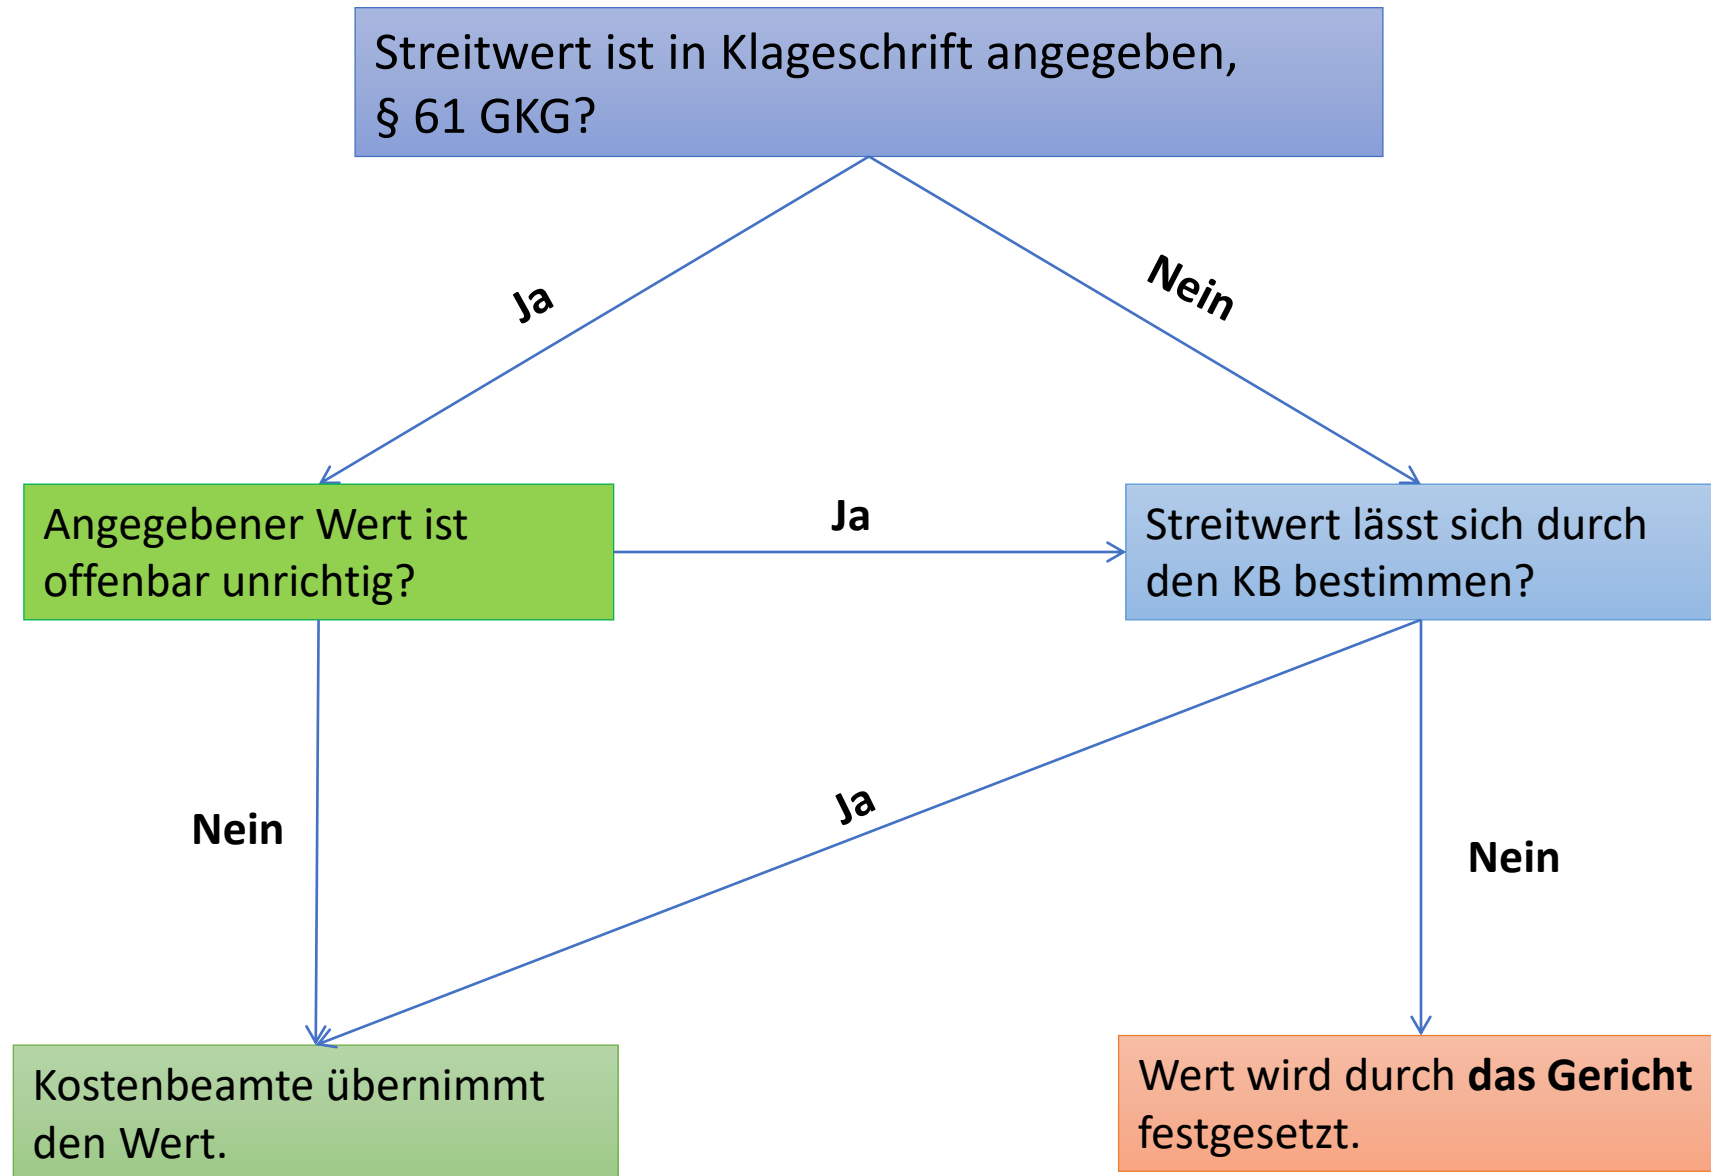 Streitwert ist in Klageschrift angegeben,
§ 61 GKG?
Ja
Nein
Angegebener Wert ist
offenbar unrichtig?
Ja
Streitwert lässt sich durch
den KB bestimmen?
Nein
Ja
Nein
Kostenbeamte übernimmt
den Wert.
Wert wird durch das Gericht
festgesetzt.